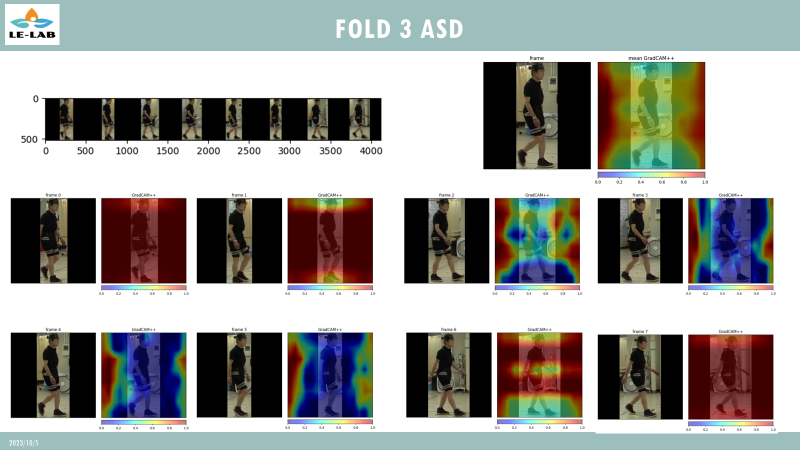 LE-LAB
FOLD 3 ASD
frame
mean GradCAM++
0
500
0 500 1000 1500 2000 2500 3000 3500 4000
0.0 0.2 0.4 0.6 0.8 1.0
frame 0
GradCAM++
frame 1
GradCAM++
frame 2
GradCAM++
frame 3
GradCAM++
0.0 0.2 0.4 0.6 0.8 1.0
0.0 0.2 0.4 0.6 0.8 1.0
0.0 0.2 0.4 0.6 0.8 1.0
0.0 0.2 0.4 0.6 0.8 1.0
frame 4
GradCAM++
frame 5
GradCAM++
frame 6
GradCAM++
frame 7
GradCAM++
0.0 0.2 0.4 0.6 0.8 1.0
0.0 0.2 0.4 0.6 0.8 1.0
0.0 0.2 0.4 0.6 0.8 1.0
0.0 0.2 0.4 0.6 0.8 1.0
2023/10/5